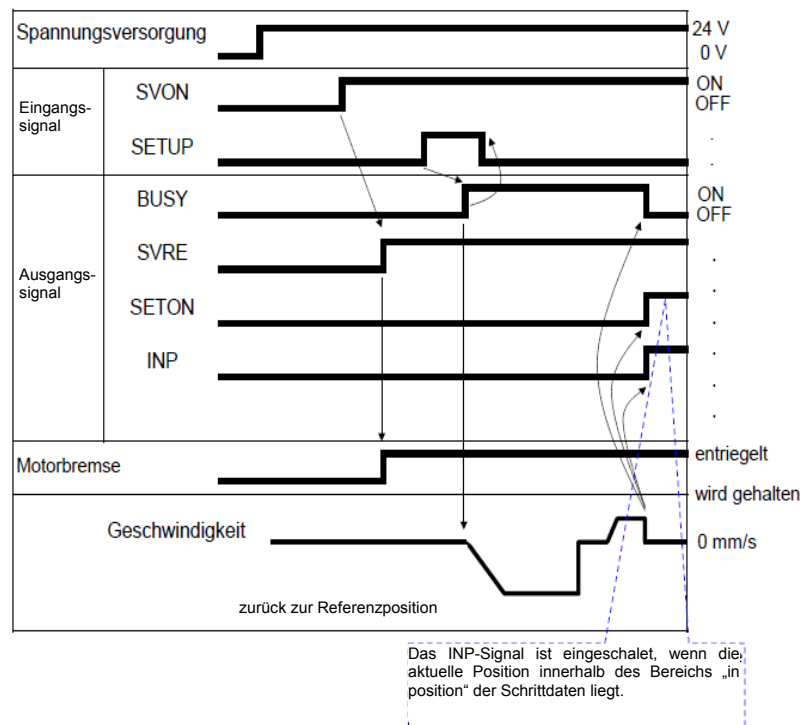 Spannungsversorgung
24 V
0 V
Eingangs-
signal
SVON
ON
OFF
SETUP
Ausgangs-
signal
BUSY
ON
OFF
SVRE
SETON
INP
Motorbremse
entriegelt
wird gehalten
Geschwindigkeit
0 mm/s
zurück zur Referenzposition
Das INP-Signal ist eingeschalet, wenn die
aktuelle Position innerhalb des Bereichs „in
position“ der Schrittdaten liegt.